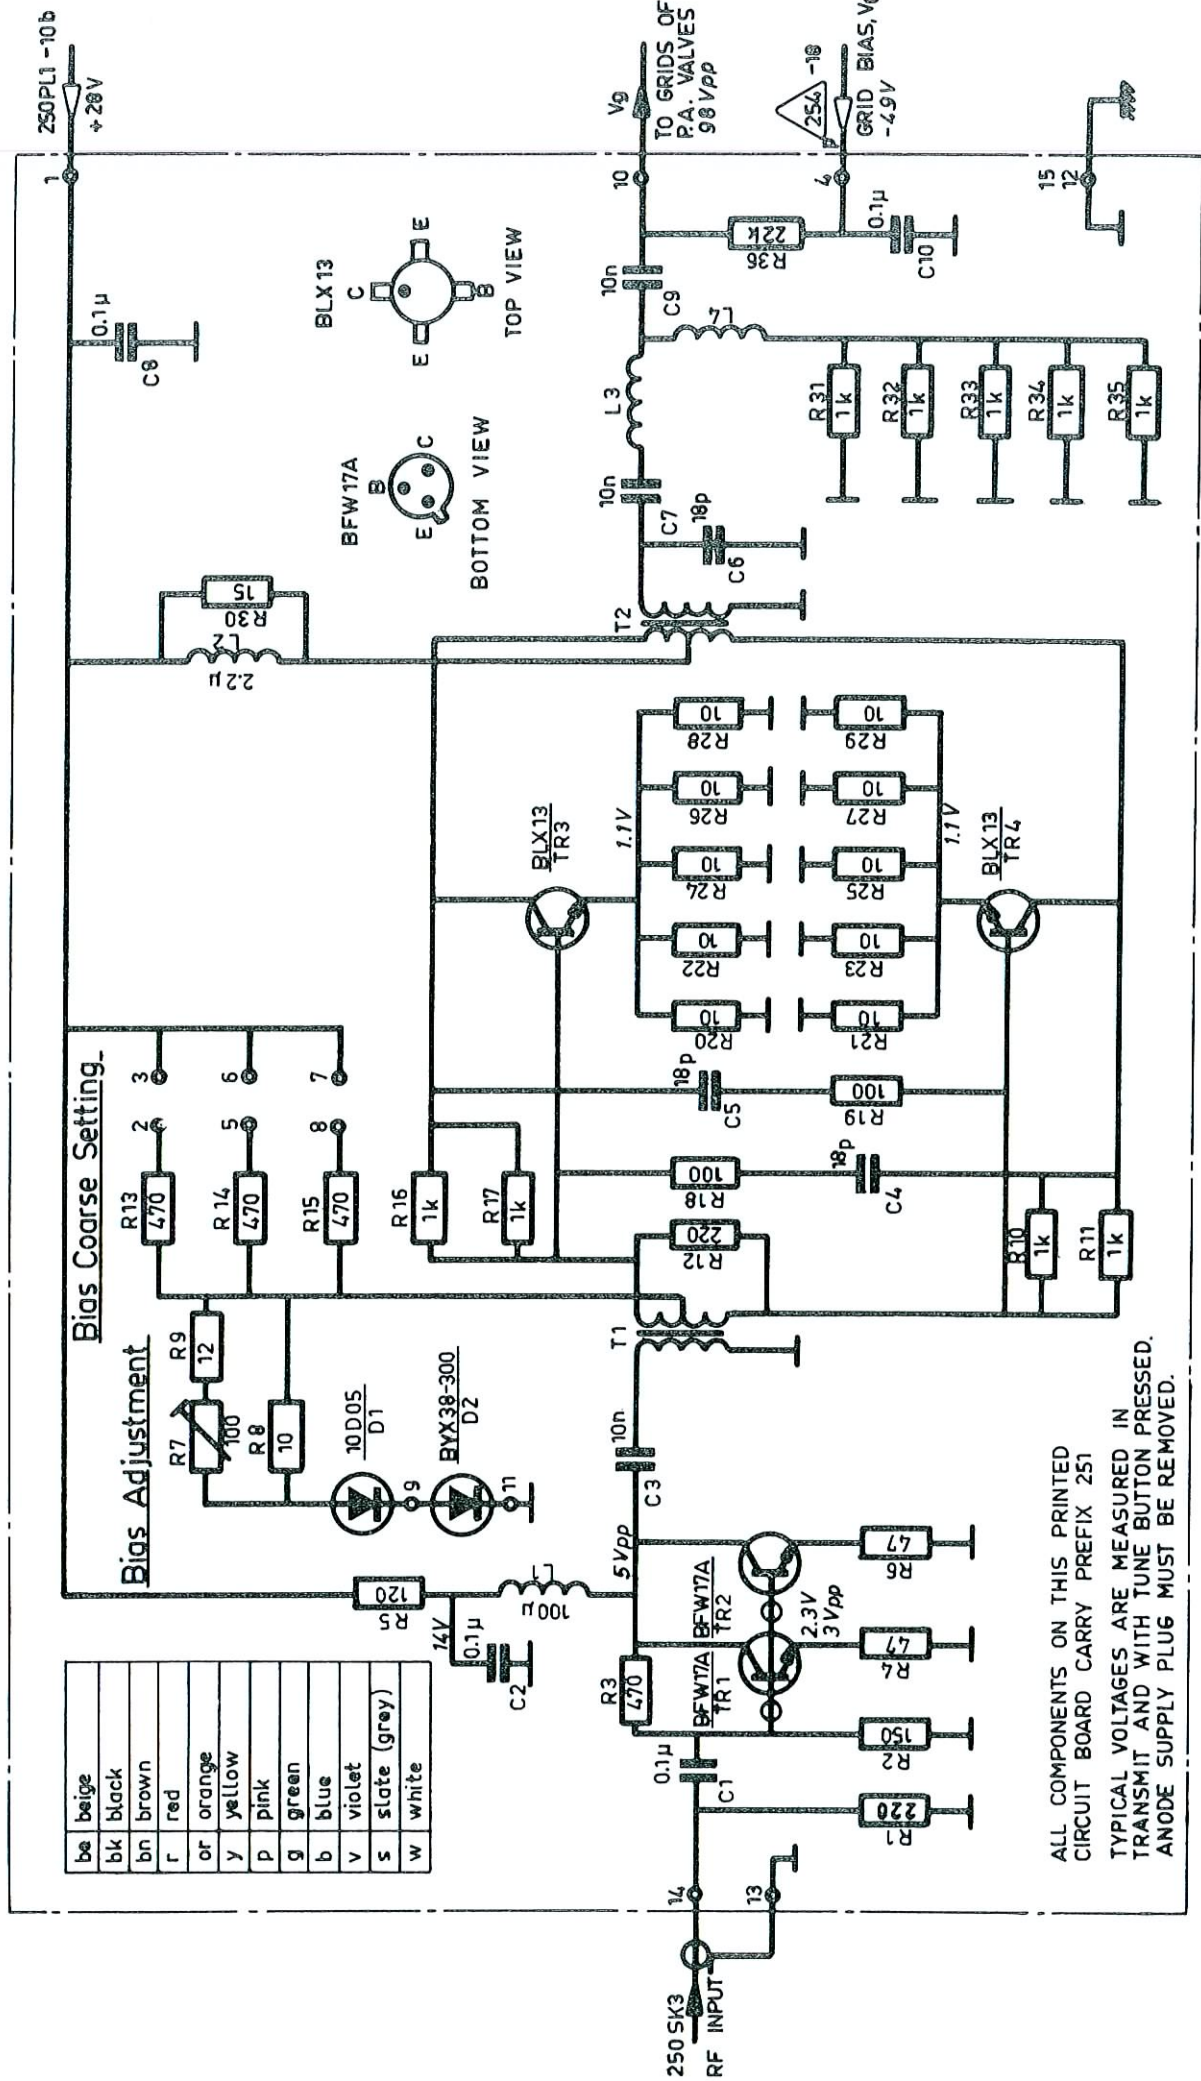 be beige
bk black
bn brown
r red
or orange
y yellow
p pink
g green
b blue
v violet
s slate (grey)
w white
Bias Coarse Setting
Bias Adjustment
R13
470
2
3
R14
470
5
6
R15
470
8
7
R7
100
R9
12
R8
10
10D05
D1
9
BYX38-300
D2
11
R5
120
14V
0.1µ
C2
L1
100µ
R3
470
5Vpp
BFW17A
TR1
BFW17A
TR2
2.3V
3Vpp
R4
47
R6
47
R2
150
R1
220
0.1µ
C1
14
13
250SK3
RF INPUT
10n
C3
T1
R16
1k
R17
1k
R12
220
R18
100
18p
C4
18p
C5
R19
100
R10
1k
R11
1k
BLX13
TR3
1.1V
R20
10
R22
10
R24
10
R26
10
R28
10
R21
10
R23
10
R25
10
R27
10
R29
10
1.1V
BLX13
TR4
2.2µ
L2
R30
15
T2
C6
18p
C7
10n
L3
C9
10n
L4
R31
1k
R32
1k
R33
1k
R34
1k
R35
1k
R36
22k
0.1µ
C10
0.1µ
C8
BFW17A
B
E
C
BOTTOM VIEW
BLX13
C
E
E
B
TOP VIEW
1
250PL1-10b
+28V
10
Vg
TO GRIDS OF
P.A. VALVES
98Vpp
4
254 -18
GRID BIAS,
-49V
15
12
ALL COMPONENTS ON THIS PRINTED
CIRCUIT BOARD CARRY PREFIX 251
TYPICAL VOLTAGES ARE MEASURED IN
TRANSMIT AND WITH TUNE BUTTON PRESSED.
ANODE SUPPLY PLUG MUST BE REMOVED.